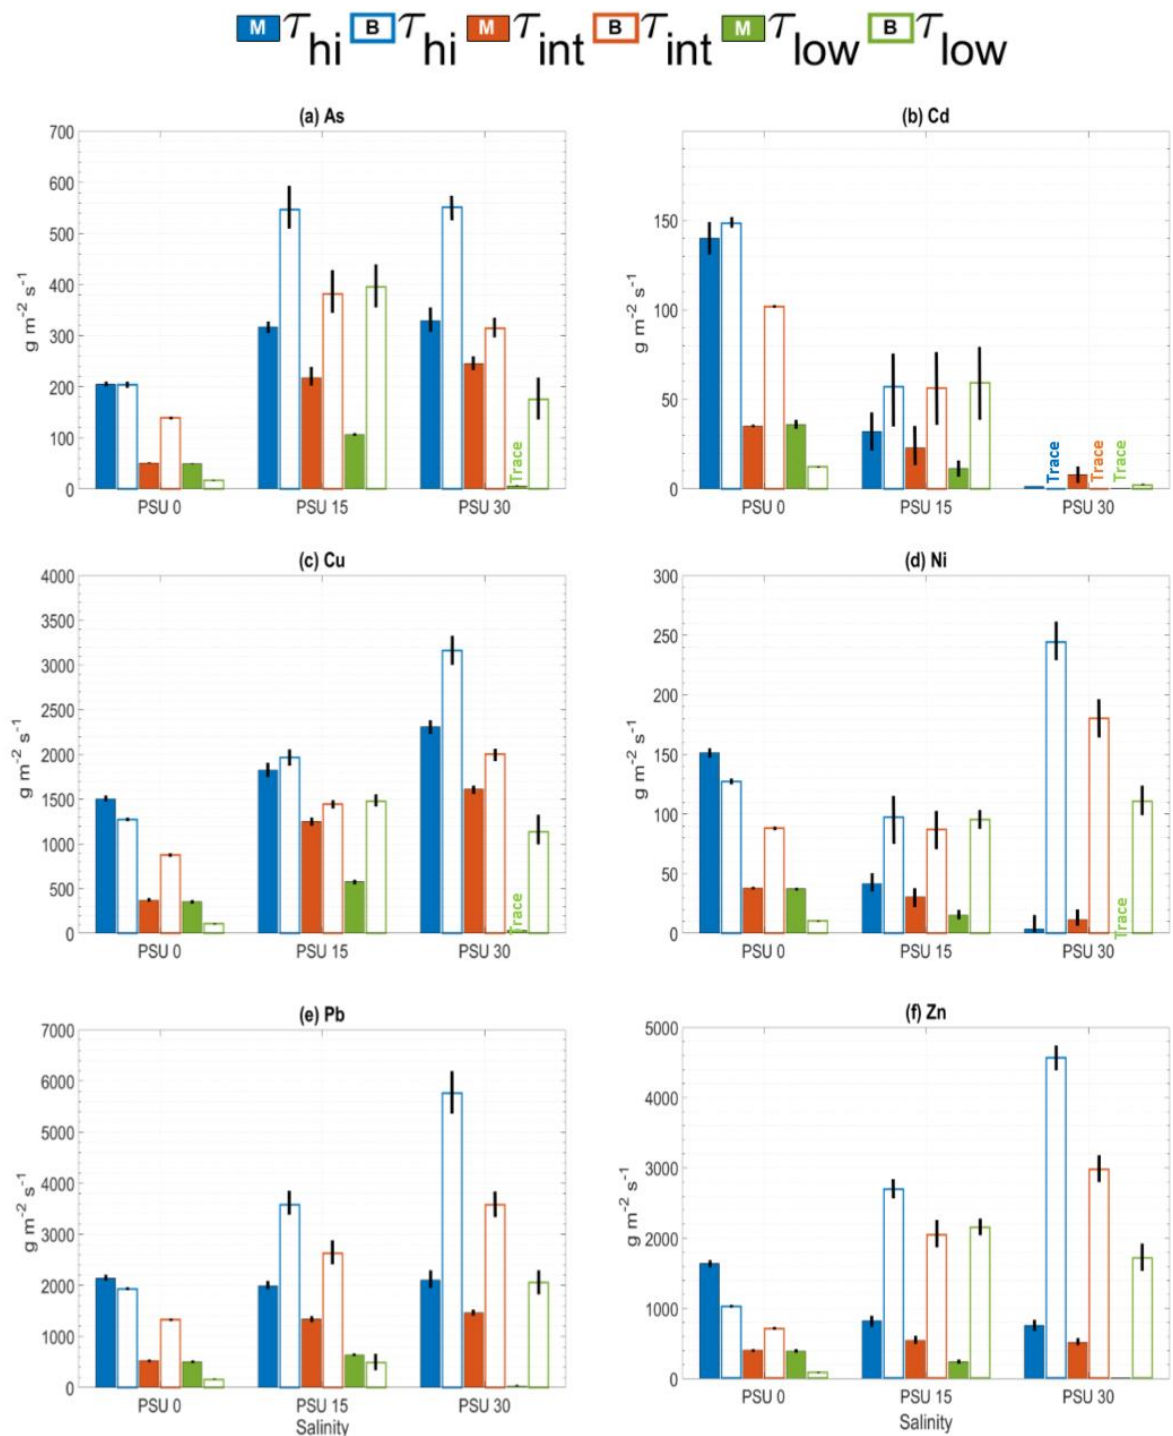 M τhi B τhi M τint B τint M τlow B τlow
(a) As
700
600
500
400
300
200
100
0
g m-2 s-1
Trace
PSU 0 PSU 15 PSU 30
(b) Cd
150
100
50
0
g m-2 s-1
Trace Trace Trace
PSU 0 PSU 15 PSU 30
(c) Cu
4000
3500
3000
2500
2000
1500
1000
500
0
g m-2 s-1
Trace
PSU 0 PSU 15 PSU 30
(d) Ni
300
250
200
150
100
50
0
g m-2 s-1
Trace
PSU 0 PSU 15 PSU 30
(e) Pb
7000
6000
5000
4000
3000
2000
1000
0
g m-2 s-1
PSU 0 PSU 15 PSU 30
Salinity
(f) Zn
5000
4000
3000
2000
1000
0
g m-2 s-1
PSU 0 PSU 15 PSU 30
Salinity